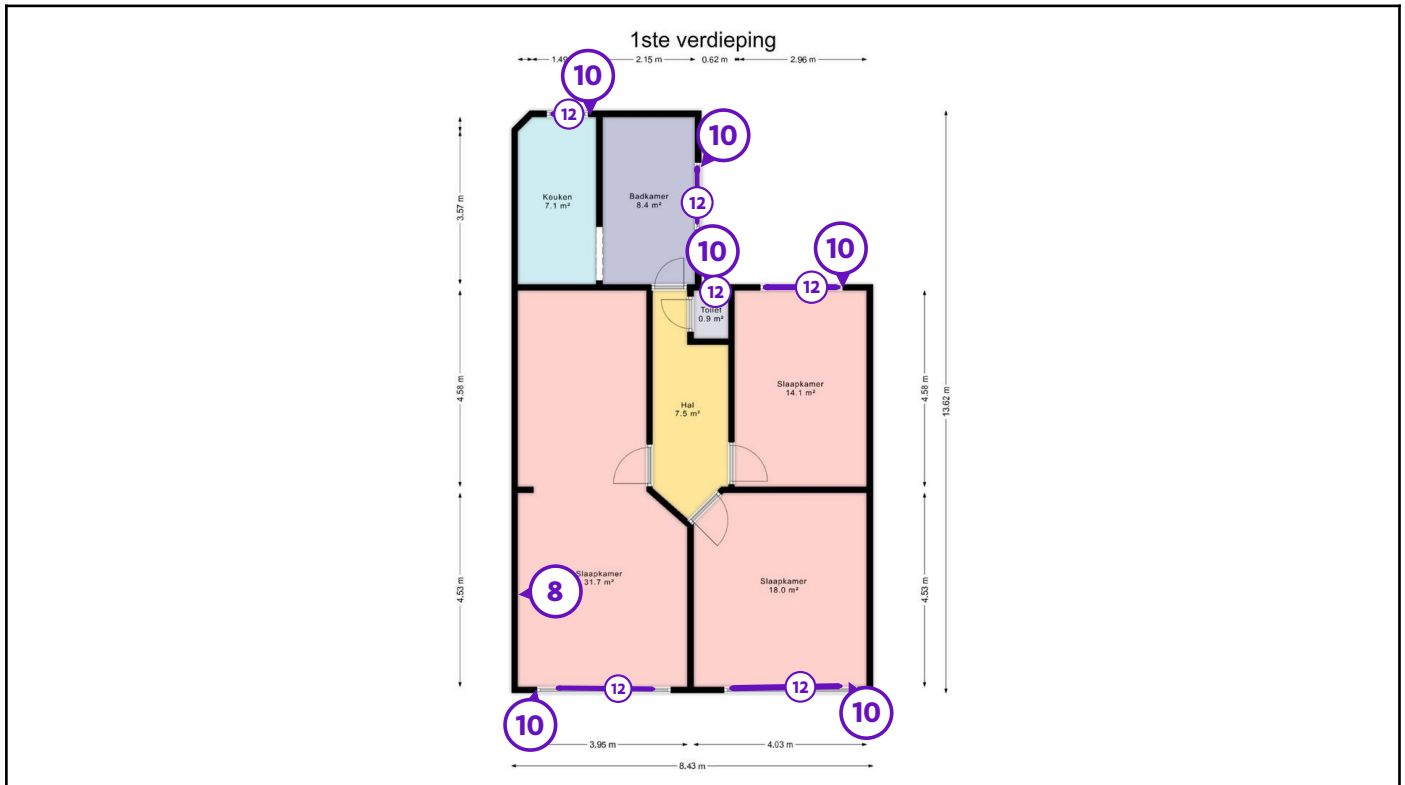 1ste verdieping
2.15 m
0.62 m
2.96 m
10
12
10
3.57 m
Keuken
7.1 m²
Badkamer
8.4 m²
12
10
10
12
12
Toilet
0.9 m²
4.58 m
Slaapkamer
14.1 m²
4.58 m
13.62 m
Hal
7.5 m²
Slaapkamer
31.7 m²
8
Slaapkamer
18.0 m²
4.53 m
4.53 m
12
12
10
10
3.95 m
4.03 m
8.43 m